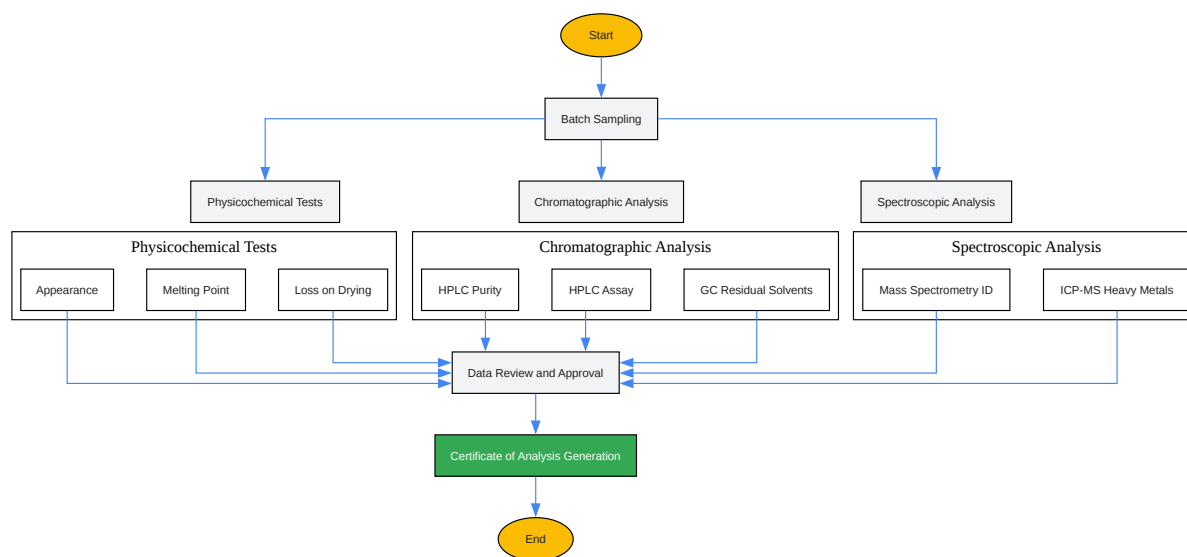 Start
Batch Sampling
Physicochemical Tests
Chromatographic Analysis
Spectroscopic Analysis
Physicochemical Tests
Chromatographic Analysis
Spectroscopic Analysis
Appearance
Melting Point
Loss on Drying
HPLC Purity
HPLC Assay
GC Residual Solvents
Mass Spectrometry ID
ICP-MS Heavy Metals
Data Review and Approval
Certificate of Analysis Generation
End